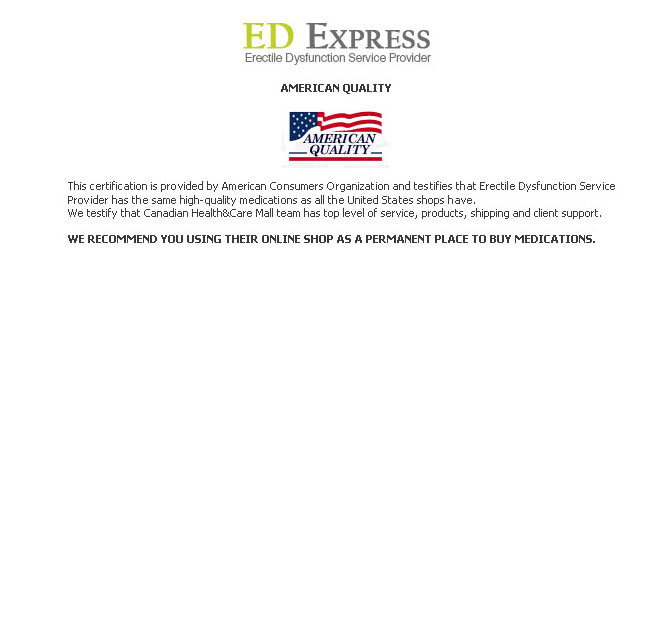 ED EXPRESS
Erectile Dysfunction Service Provider
AMERICAN QUALITY
AMERICAN
QUALITY
This certification is provided by American Consumers Organization and testifies that Erectile Dysfunction Service
Provider has the same high-quality medications as all the United States shops have.
We testify that Canadian Health&Care Mall team has top level of service, products, shipping and client support.
WE RECOMMEND YOU USING THEIR ONLINE SHOP AS A PERMANENT PLACE TO BUY MEDICATIONS.